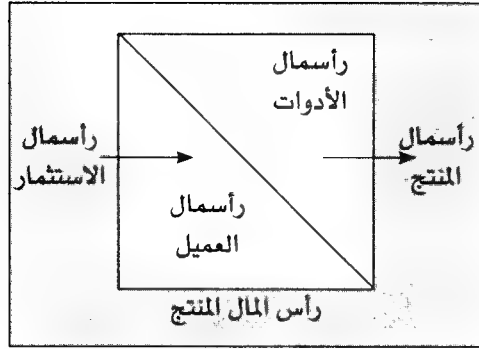 رأسمال
الأدوات
رأسمال
المنتج
رأسمال
الاستثمار
رأسمال
العميل
رأس المال المنتج